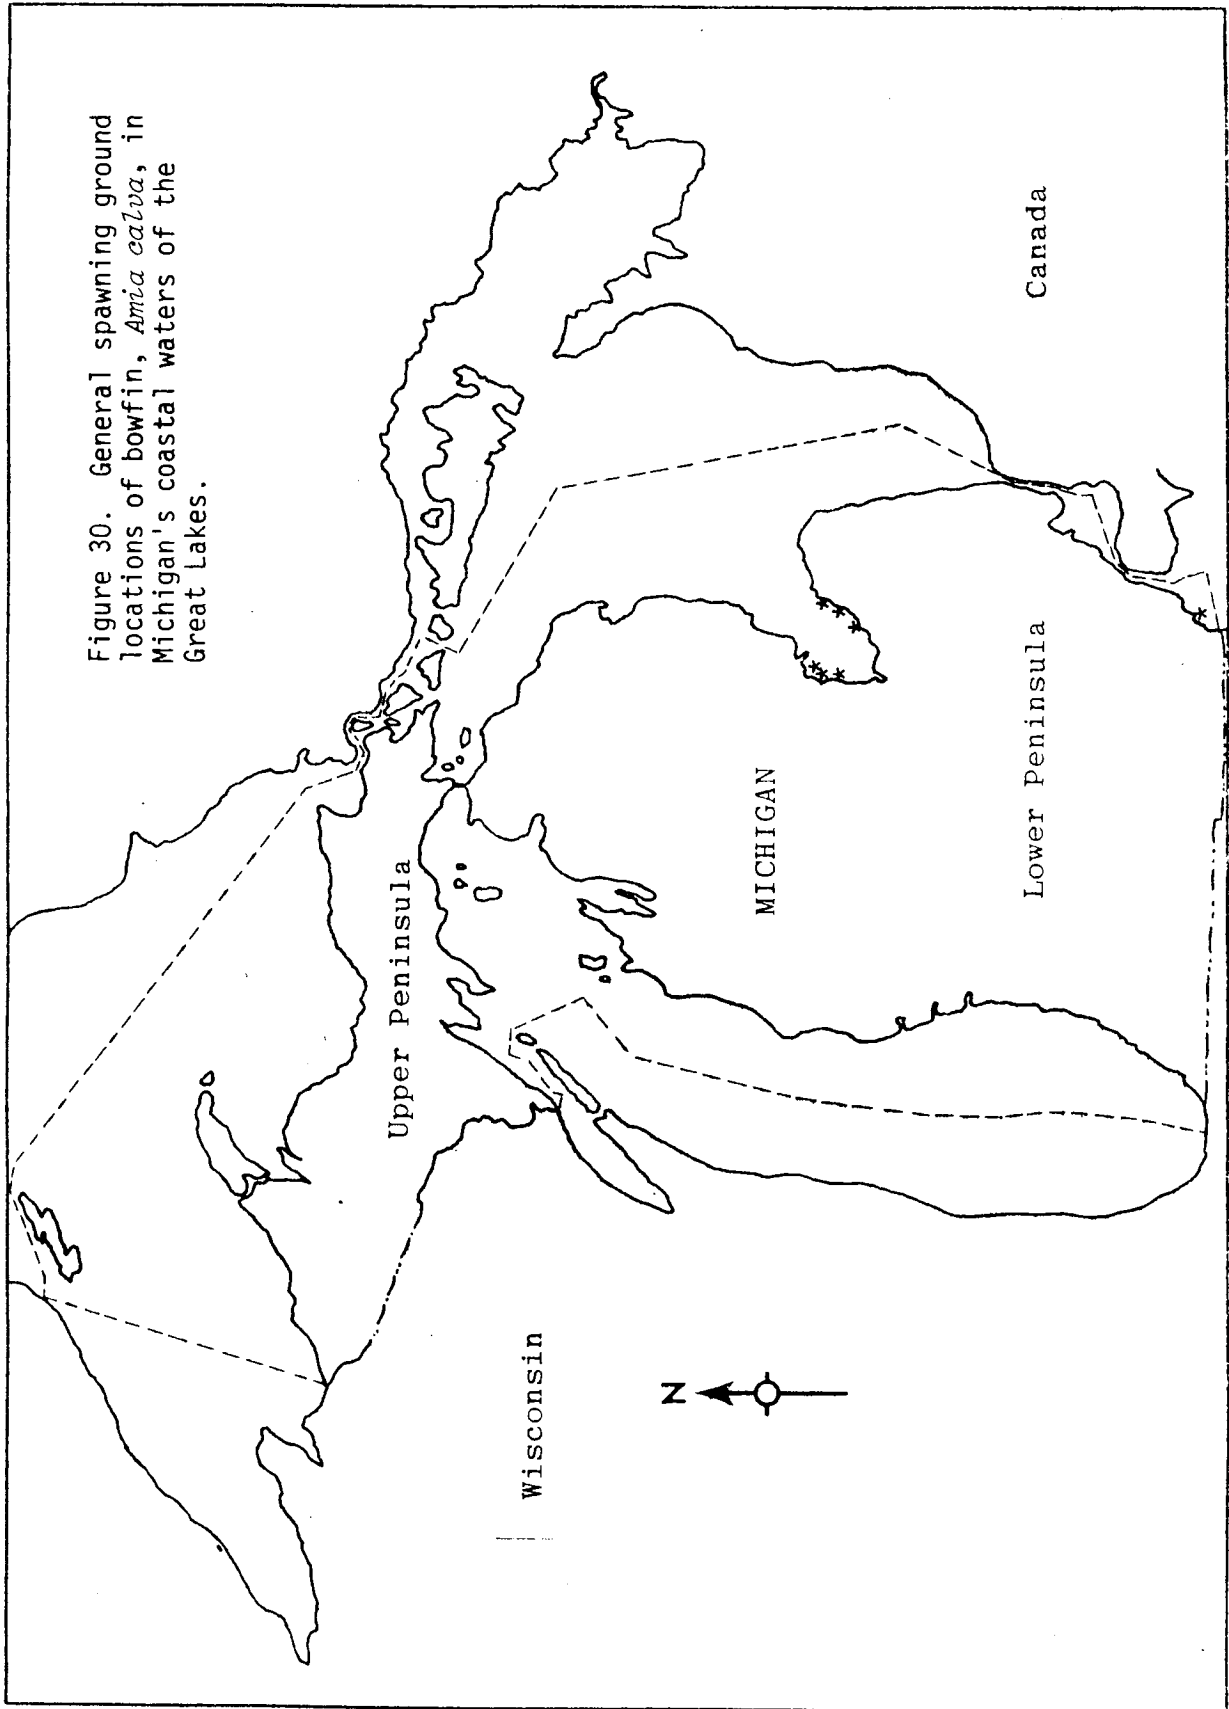 Figure 30. General spawning ground
locations of bowfin, Amia calva, in
Michigan's coastal waters of the
Great Lakes.
Canada
Upper Peninsula
MICHIGAN
Lower Peninsula
Wisconsin
N